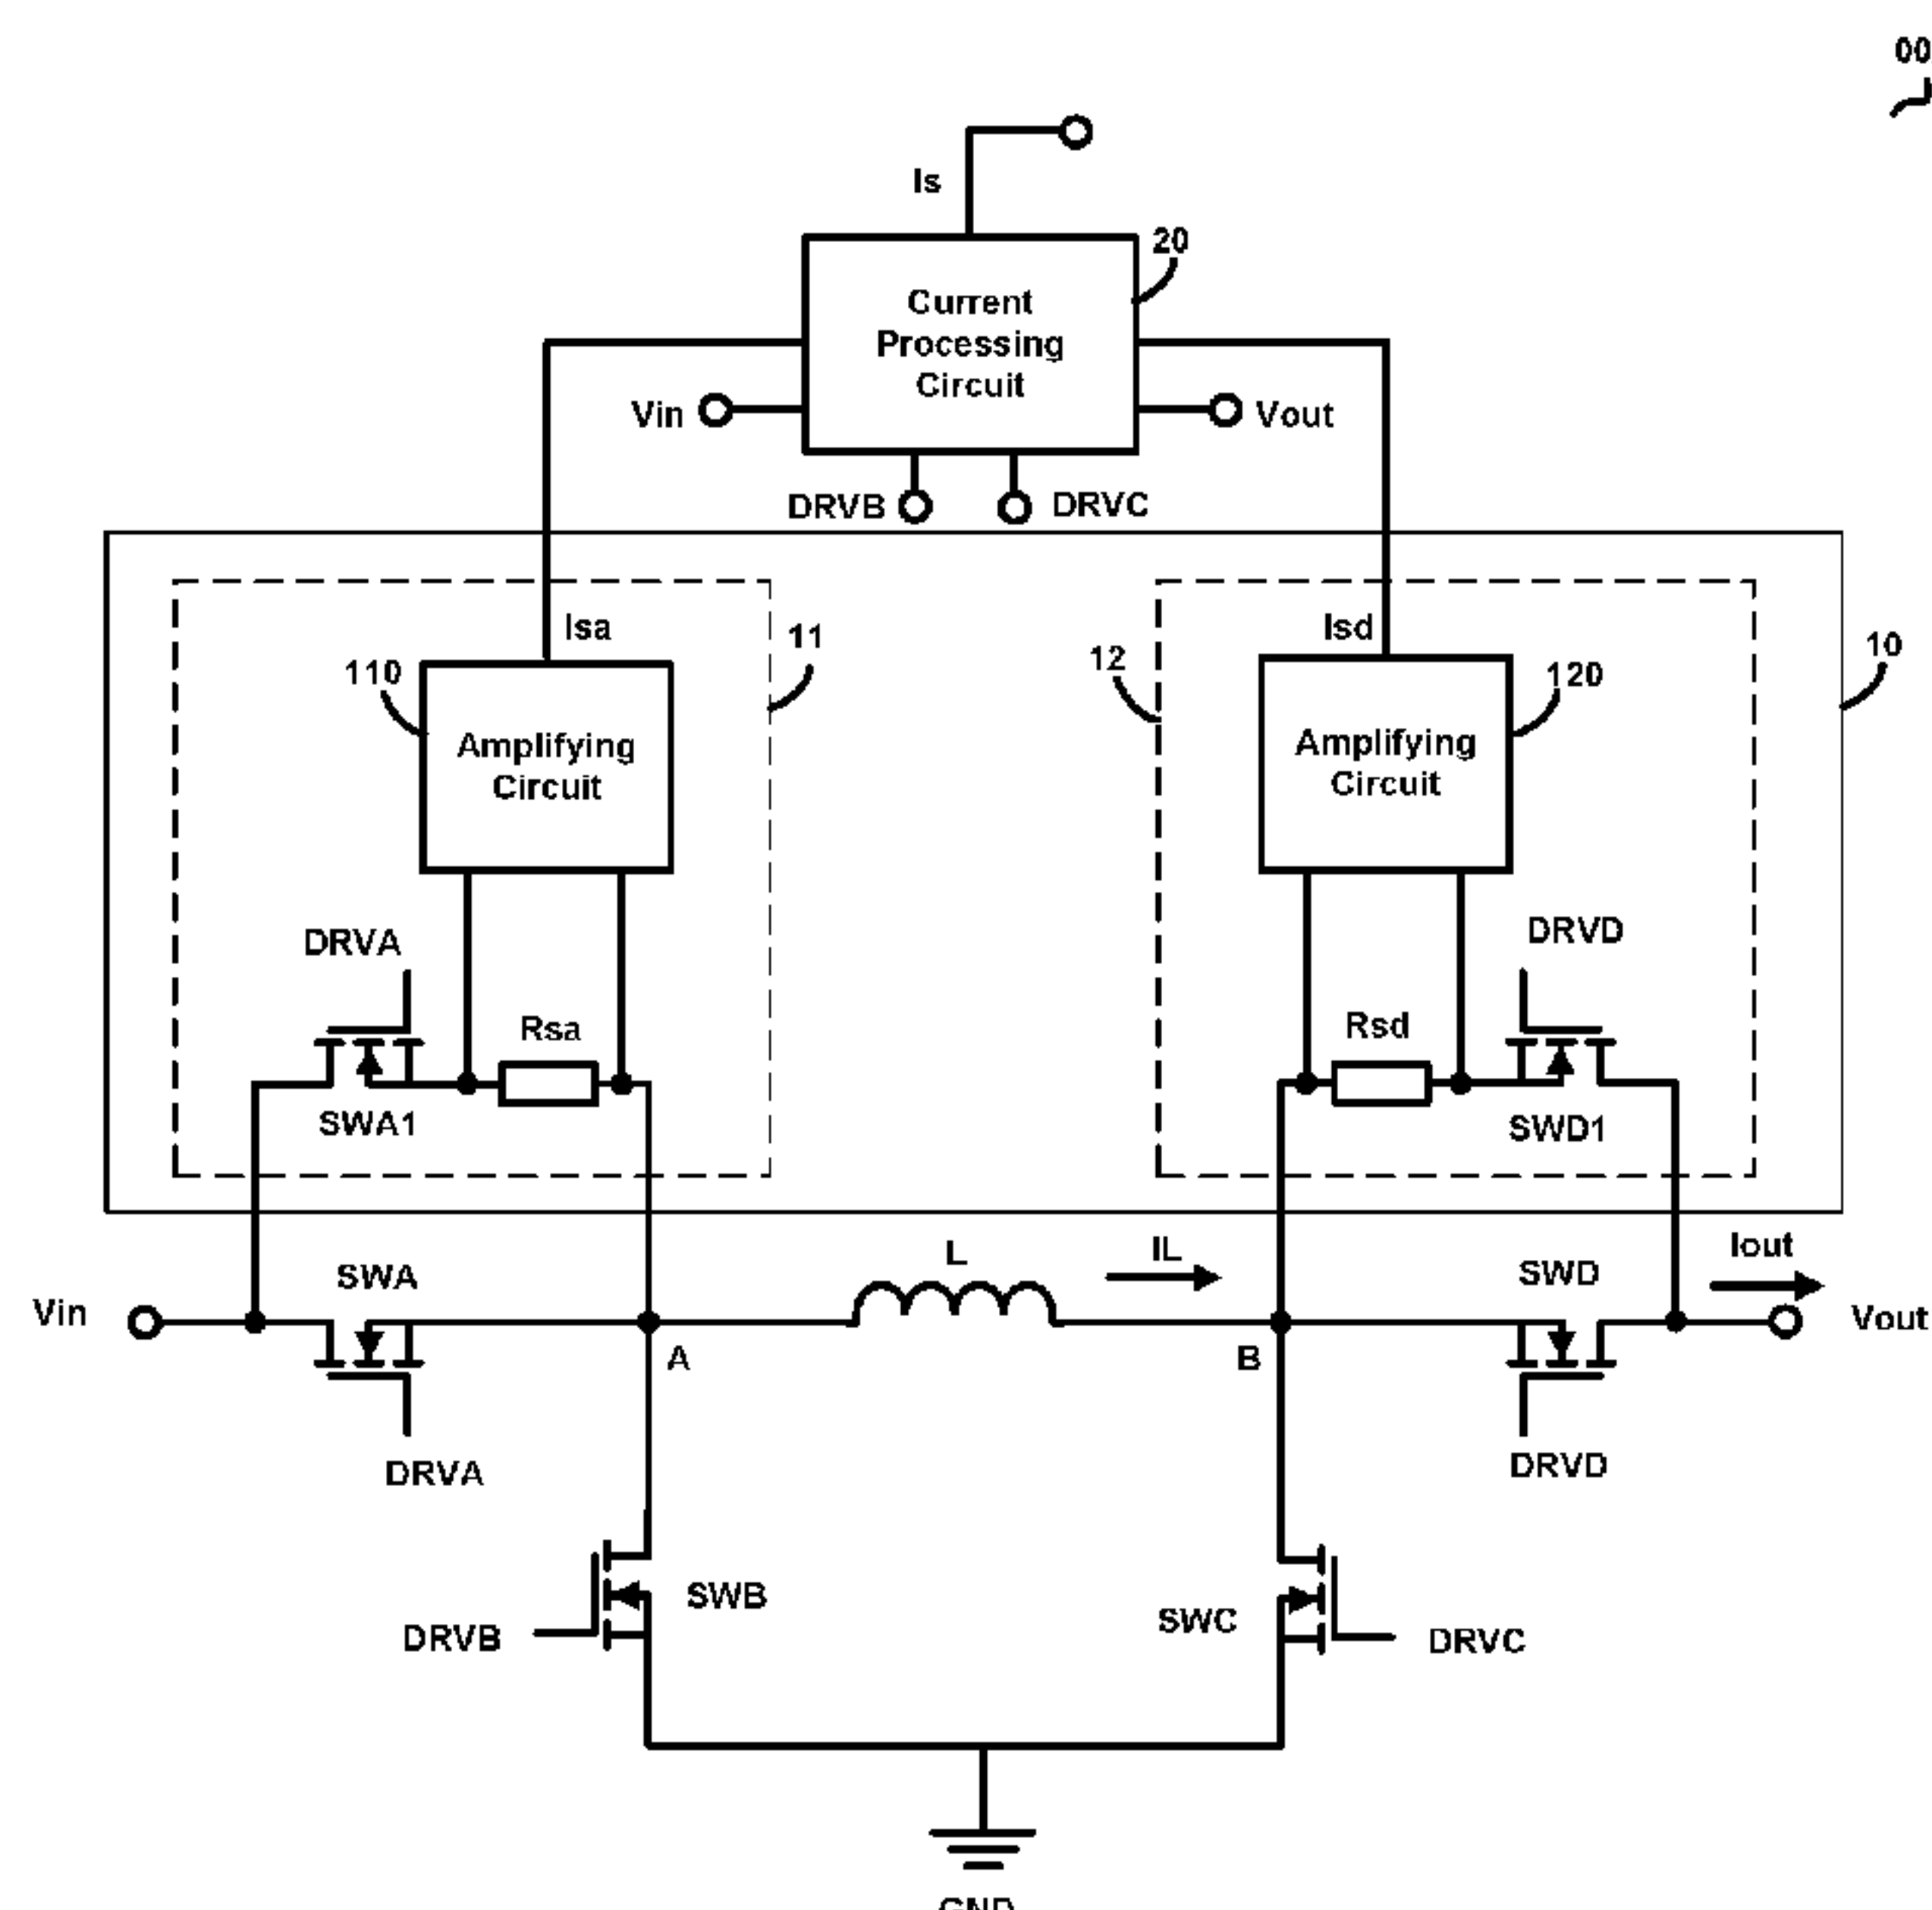 00
Is
20
Current
Processing
Circuit
Vin
Vout
DRVB
DRVC
Isa
11
Isd
12
10
110
120
Amplifying
Circuit
Amplifying
Circuit
DRVA
DRVD
Rsa
Rsd
SWA1
SWD1
SWA
L
IL
SWD
Iout
Vin
Vout
A
B
DRVA
DRVD
SWB
SWC
DRVB
DRVC
GND